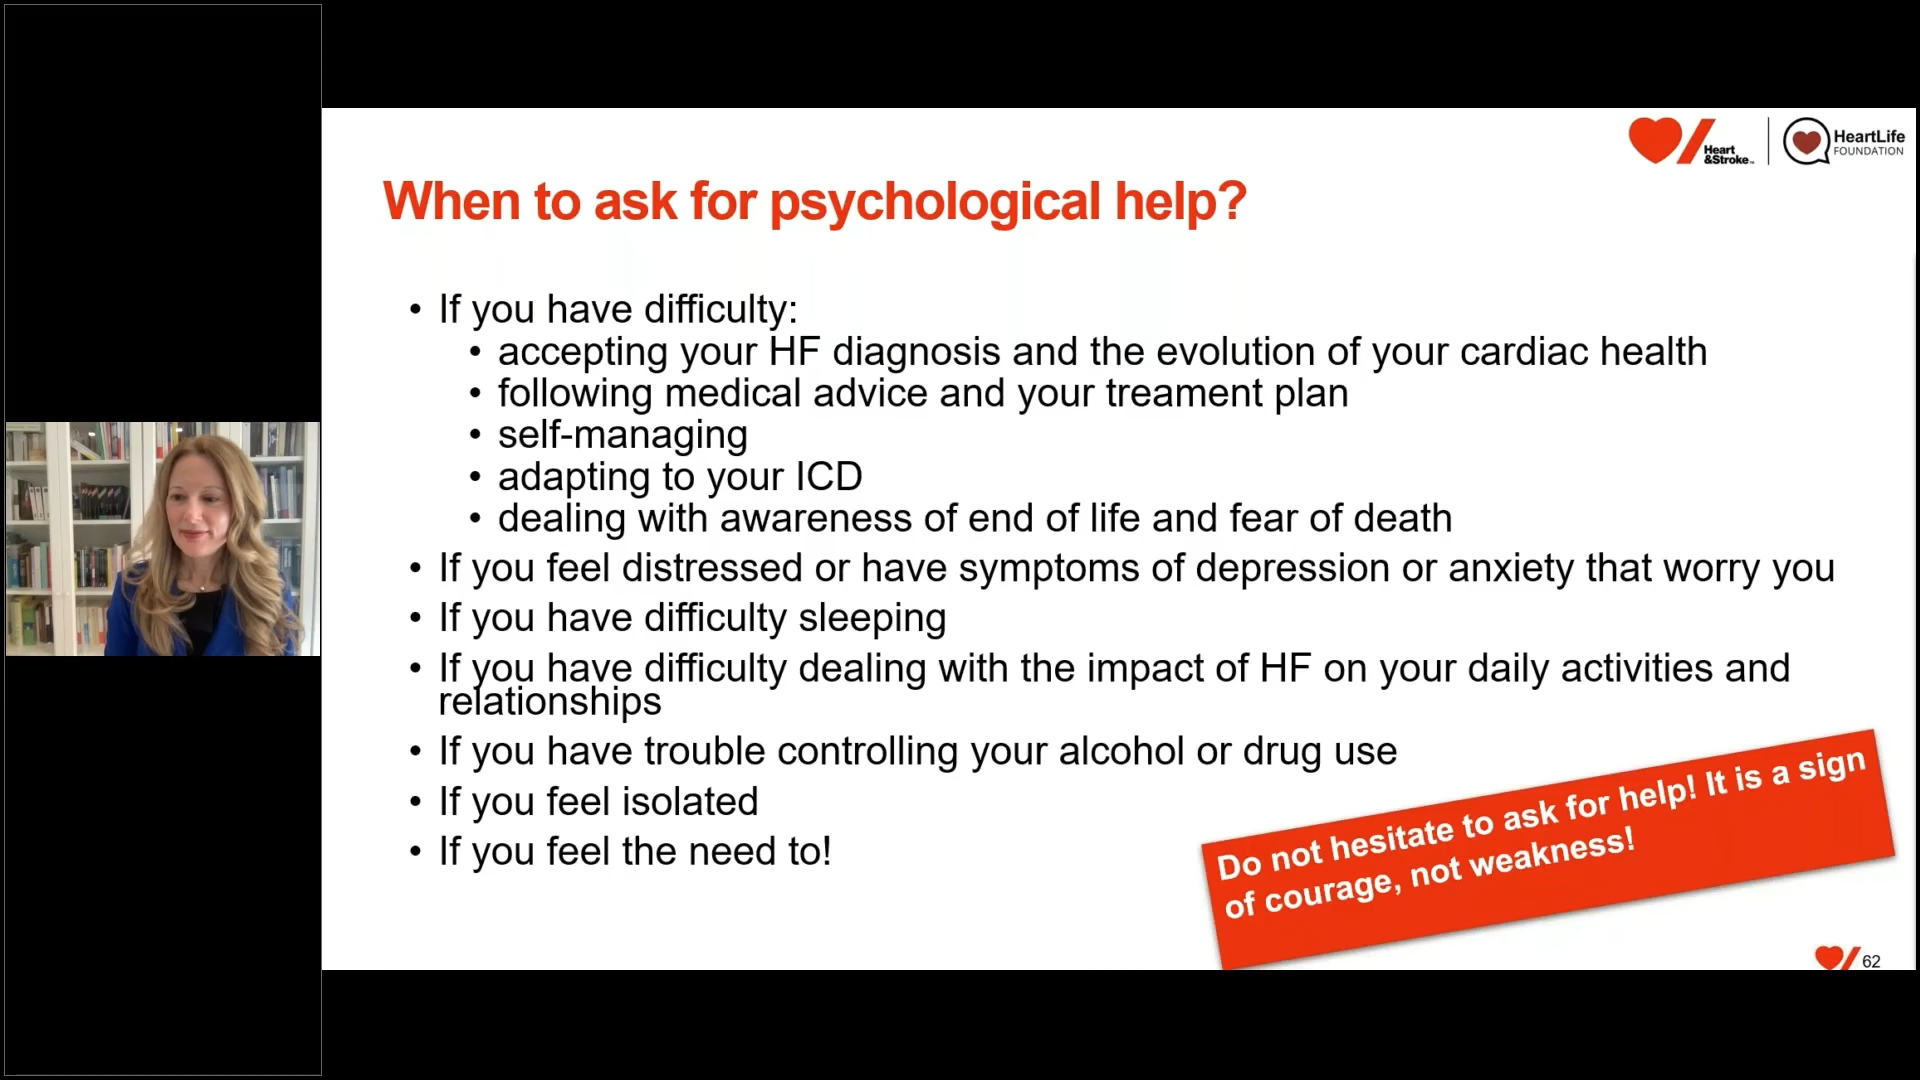 Heart
&Stroke™
HeartLife
FOUNDATION
When to ask for psychological help?
• If you have difficulty:
• accepting your HF diagnosis and the evolution of your cardiac health
• following medical advice and your treament plan
• self-managing
• adapting to your ICD
• dealing with awareness of end of life and fear of death
• If you feel distressed or have symptoms of depression or anxiety that worry you
• If you have difficulty sleeping
• If you have difficulty dealing with the impact of HF on your daily activities and
relationships
• If you have trouble controlling your alcohol or drug use
• If you feel isolated
• If you feel the need to!
Do not hesitate to ask for help! It is a sign
of courage, not weakness!
62